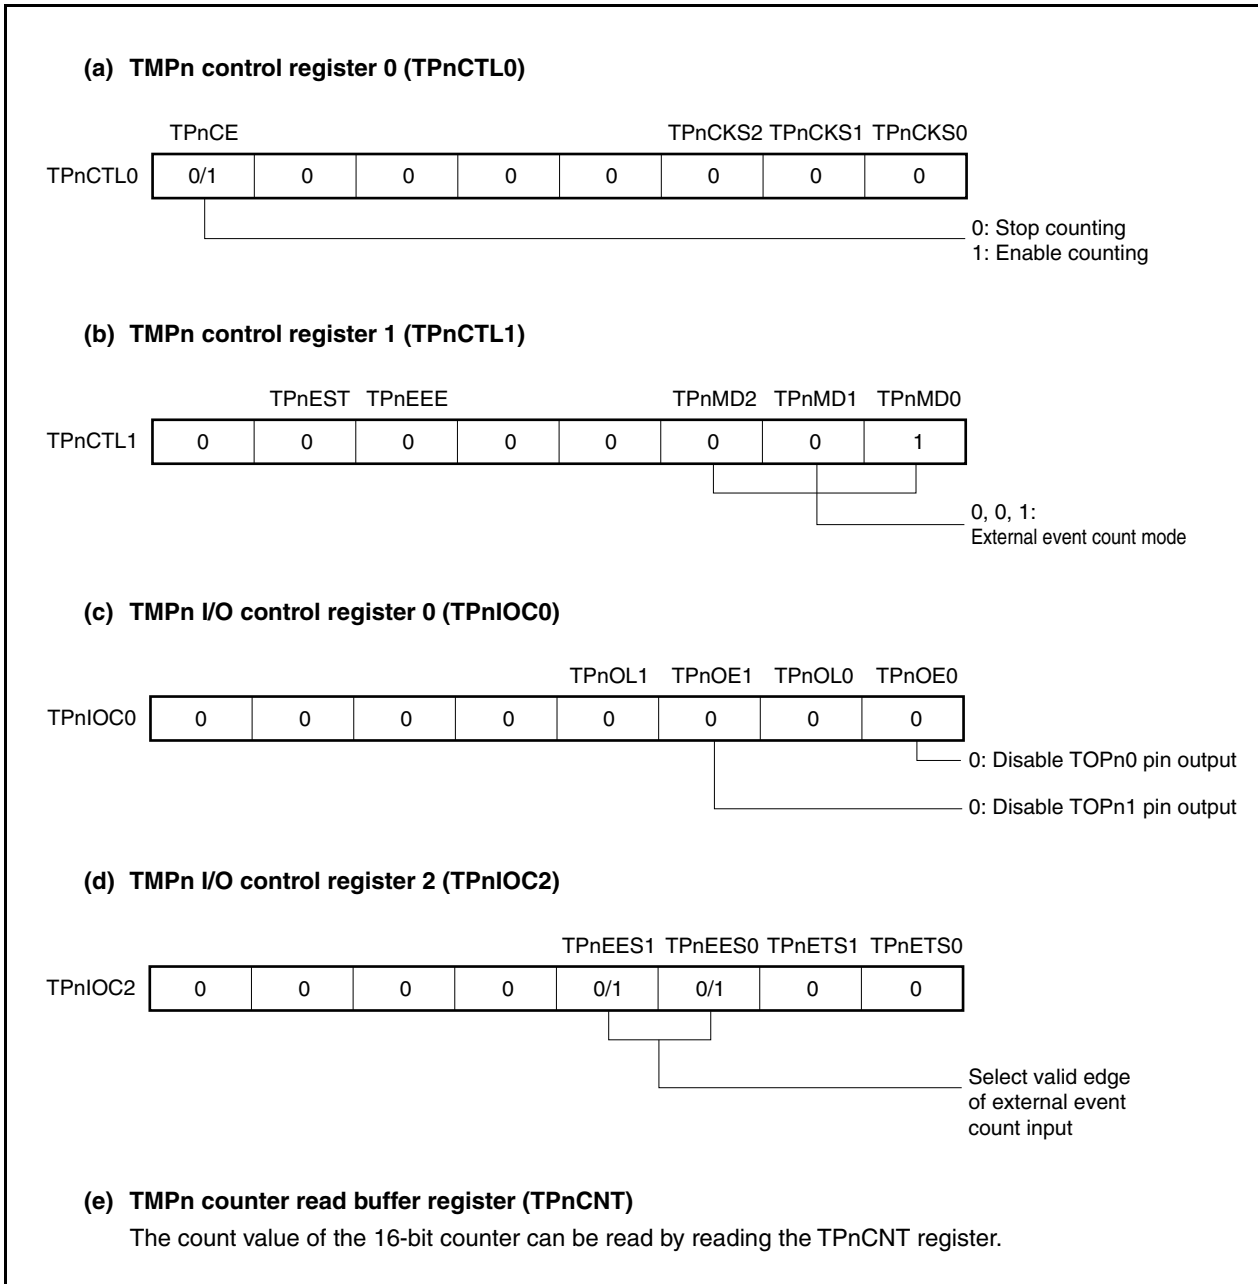 (a) TMPn control register 0 (TPnCTL0)
TPnCE TPnCKS2 TPnCKS1 TPnCKS0
TPnCTL0 0/1 0 0 0 0 0 0 0
0: Stop counting
1: Enable counting
(b) TMPn control register 1 (TPnCTL1)
TPnEST TPnEEE TPnMD2 TPnMD1 TPnMD0
TPnCTL1 0 0 0 0 0 0 0 1
0, 0, 1:
External event count mode
(c) TMPn I/O control register 0 (TPnIOC0)
TPnOL1 TPnOE1 TPnOL0 TPnOE0
TPnIOC0 0 0 0 0 0 0 0 0
0: Disable TOPn0 pin output
0: Disable TOPn1 pin output
(d) TMPn I/O control register 2 (TPnIOC2)
TPnEES1 TPnEES0 TPnETS1 TPnETS0
TPnIOC2 0 0 0 0 0/1 0/1 0 0
Select valid edge
of external event
count input
(e) TMPn counter read buffer register (TPnCNT)
The count value of the 16-bit counter can be read by reading the TPnCNT register.